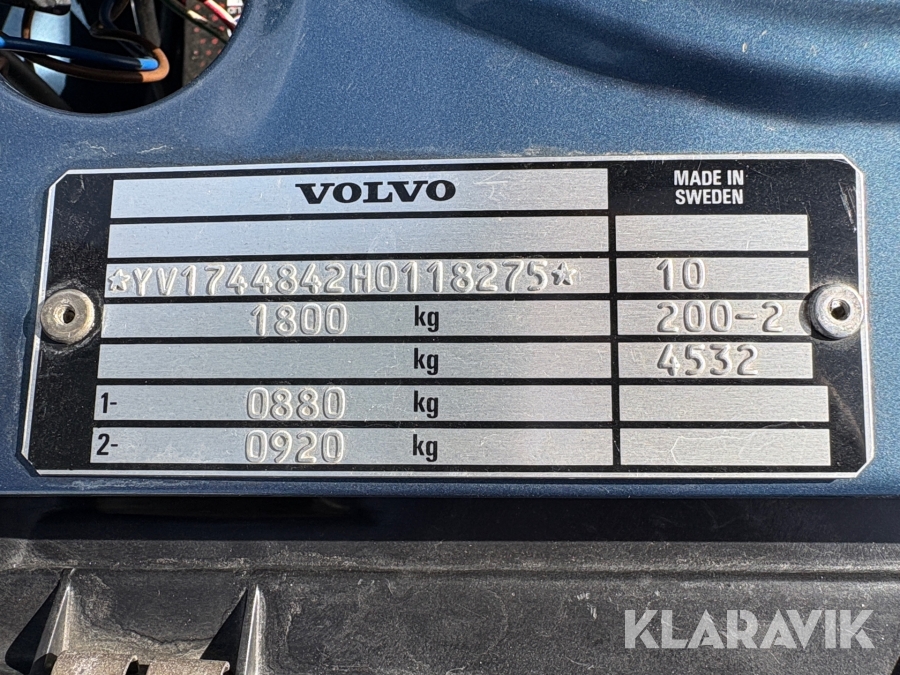 VOLVO
MADE IN
SWEDEN
*YV1744842H0118275* 10
1800 kg 200-2
kg 4532
1- 0880 kg
2- 0920 kg
KLARAVIK